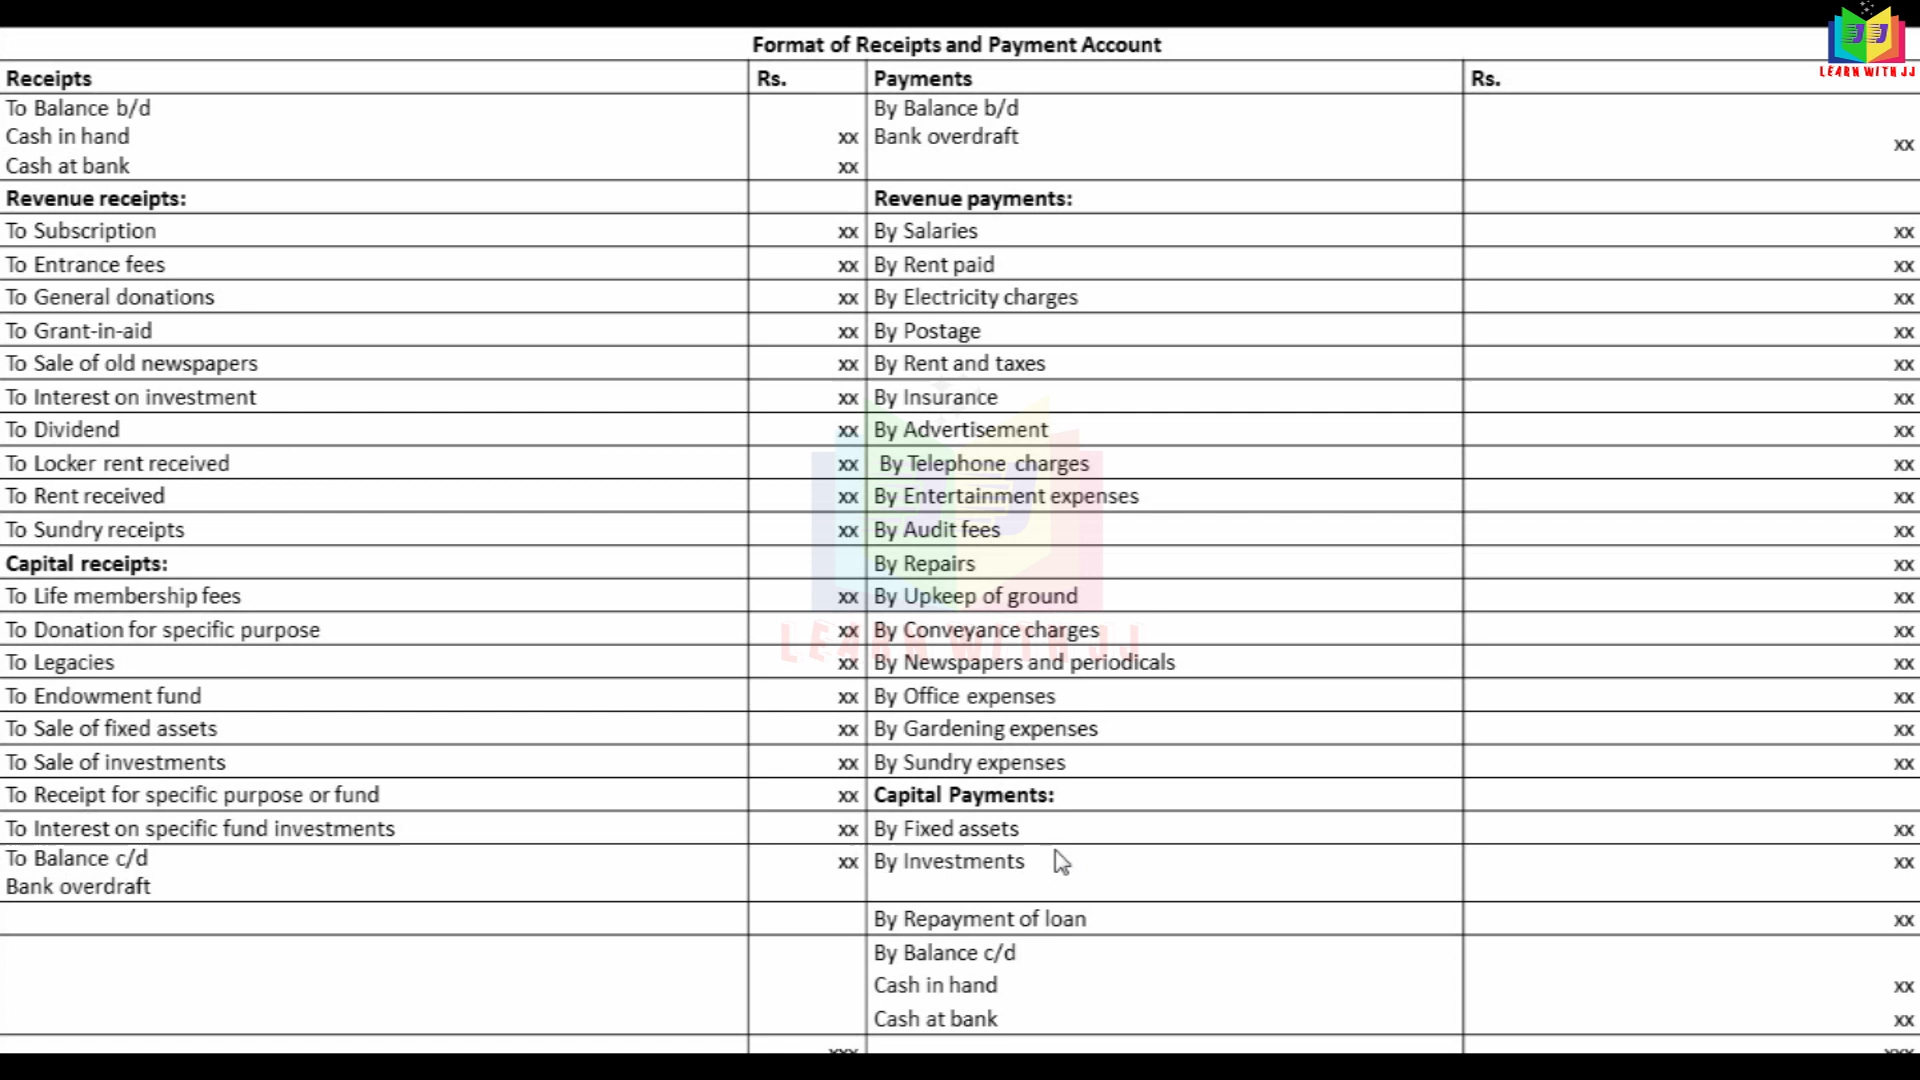 Format of Receipts and Payment Account
LEARN WITH JJ
Receipts Rs. Payments Rs.
To Balance b/d By Balance b/d
Cash in hand xx Bank overdraft xx
Cash at bank xx
Revenue receipts: Revenue payments:
To Subscription xx By Salaries xx
To Entrance fees xx By Rent paid xx
To General donations xx By Electricity charges xx
To Grant-in-aid xx By Postage xx
To Sale of old newspapers xx By Rent and taxes xx
To Interest on investment xx By Insurance xx
To Dividend xx By Advertisement xx
To Locker rent received xx By Telephone charges xx
To Rent received xx By Entertainment expenses xx
To Sundry receipts xx By Audit fees xx
Capital receipts: By Repairs xx
To Life membership fees xx By Upkeep of ground xx
To Donation for specific purpose xx By Conveyance charges xx
LEARN WITH JJ
To Legacies xx By Newspapers and periodicals xx
To Endowment fund xx By Office expenses xx
To Sale of fixed assets xx By Gardening expenses xx
To Sale of investments xx By Sundry expenses xx
To Receipt for specific purpose or fund xx Capital Payments:
To Interest on specific fund investments xx By Fixed assets xx
To Balance c/d xx By Investments xx
Bank overdraft
By Repayment of loan xx
By Balance c/d
Cash in hand xx
Cash at bank xx
xxx xxx